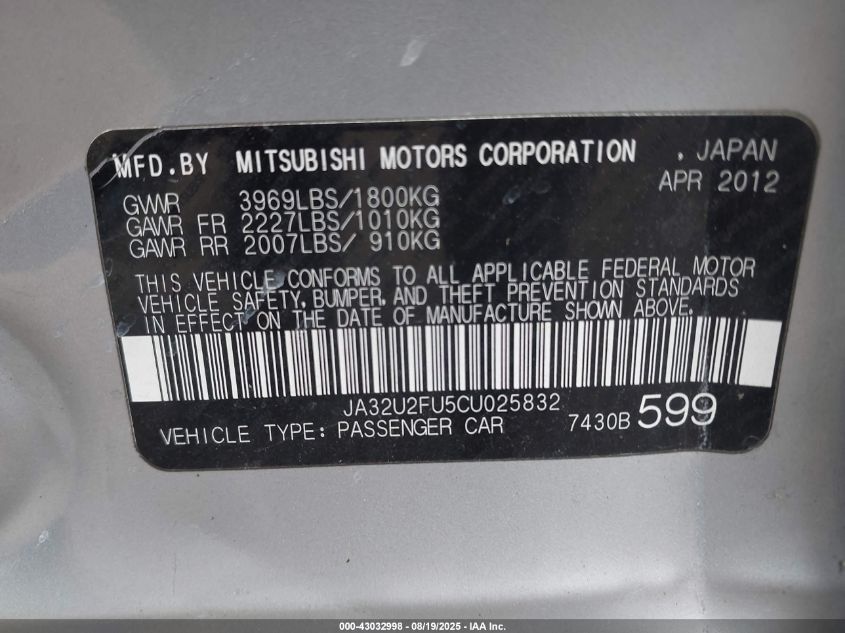 MFD.BY MITSUBISHI MOTORS CORPORATION . JAPAN
APR 2012
GVWR 3969LBS/1800KG
GAWR FR 2227LBS/1010KG
GAWR RR 2007LBS/ 910KG
THIS VEHICLE CONFORMS TO ALL APPLICABLE FEDERAL MOTOR
VEHICLE SAFETY, BUMPER, AND THEFT PREVENTION STANDARDS
IN EFFECT ON THE DATE OF MANUFACTURE SHOWN ABOVE.
JA32U2FU5CU025832
VEHICLE TYPE: PASSENGER CAR 7430B 599
000-43032998 - 08/19/2025 - IAA Inc.